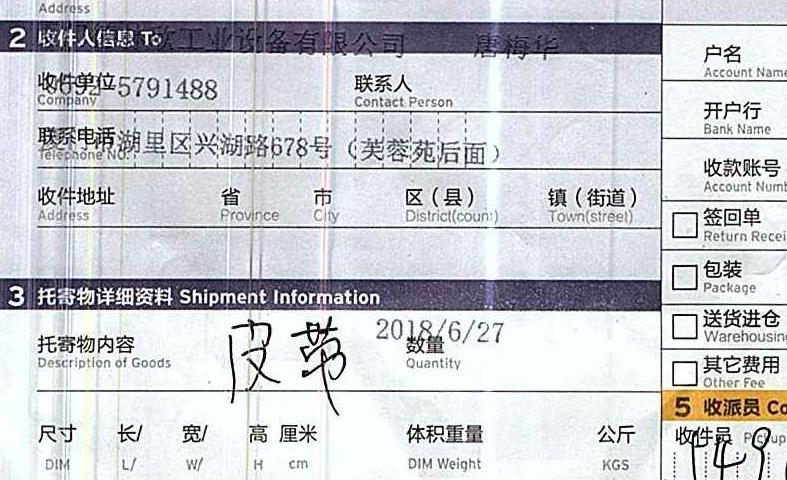 Address
2 收件人信息 To
工业设备有限公司 唐梅华
收件单位 联系人
Company Contact Person
-5791488
联系电话
Telephone No.
湖里区兴湖路678号（芙蓉苑后面）
收件地址 省 市 区（县） 镇（街道）
Address Province City District(coun:) Town(street)
3 托寄物详细资料 Shipment Information
2018/6/27
托寄物内容 皮带 数量
Description of Goods Quantity
尺寸 长/ 宽/ 高 厘米 体积重量 公斤
DIM L/ W/ H cm DIM Weight KGS
户名
Account Name
开户行
Bank Name
收款账号
Account Numb
签回单
Return Recei
包装
Package
送货进仓
Warehousing
其它费用
Other Fee
5 收派员 Co
收件员 Pickup
149